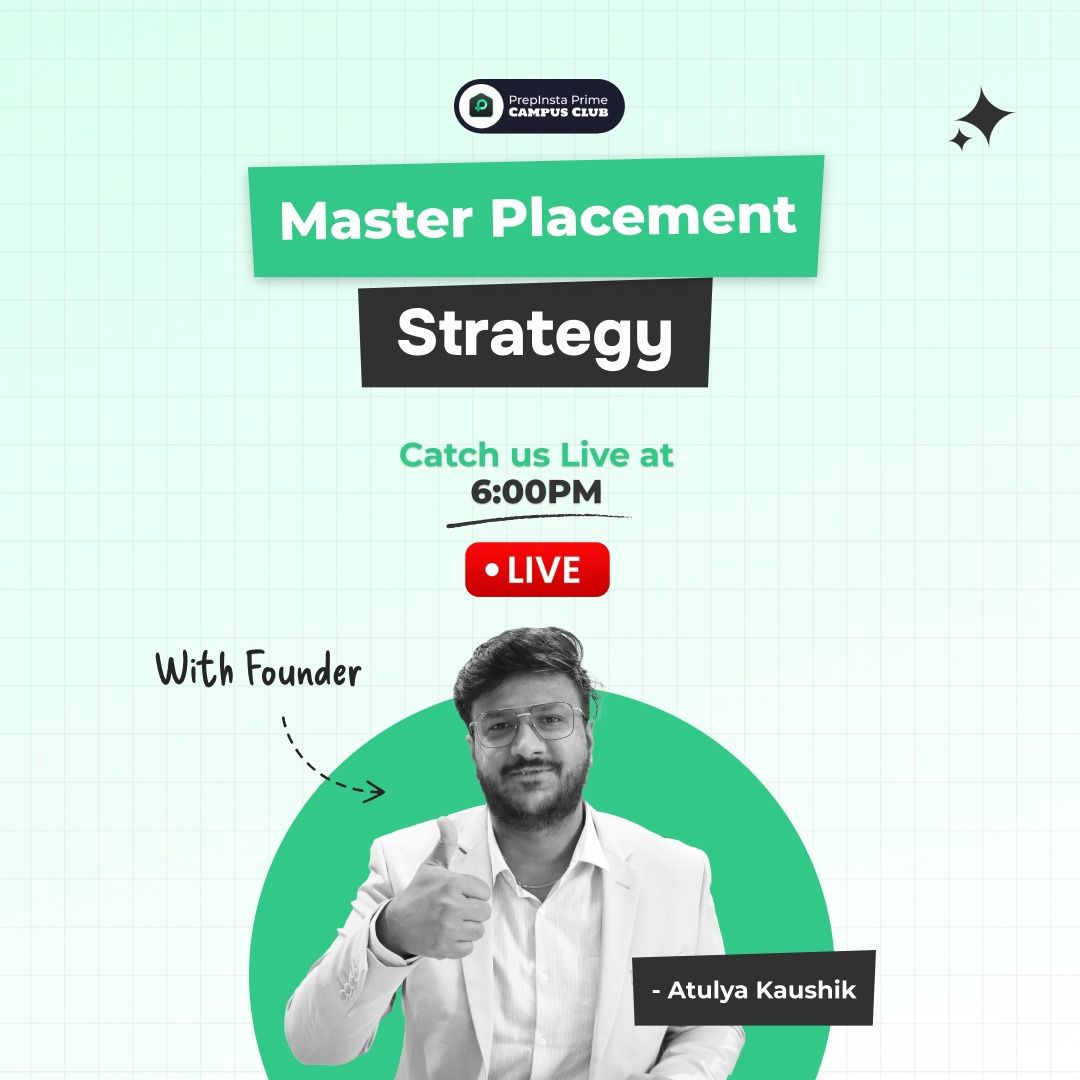 PrepInsta Prime
CAMPUS CLUB
Master Placement
Strategy
Catch us Live at
6:00PM
• LIVE
With Founder
- Atulya Kaushik